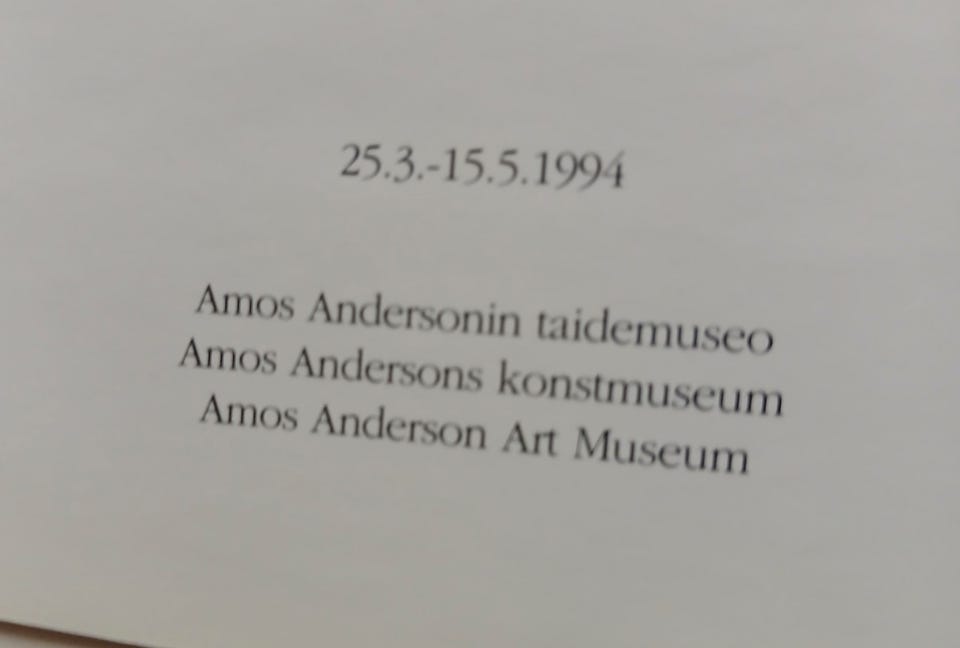 25.3.-15.5.1994
Amos Andersonin taidemuseo
Amos Andersons konstmuseum
Amos Anderson Art Museum